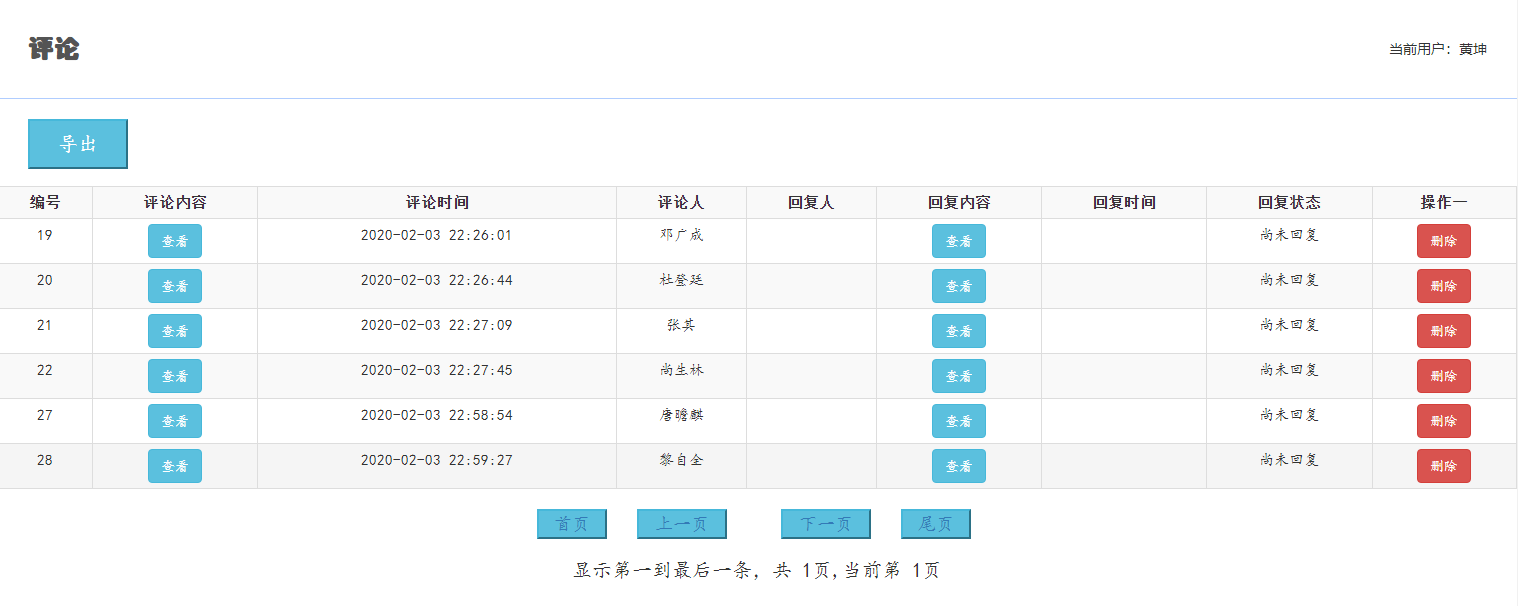 评论
当前用户: 黄坤
导出
编号 评论内容 评论时间 评论人 回复人 回复内容 回复时间 回复状态 操作一
19 查看 2020-02-03 22:26:01 邓广成 查看 尚未回复 删除
20 查看 2020-02-03 22:26:44 杜登廷 查看 尚未回复 删除
21 查看 2020-02-03 22:27:09 张其 查看 尚未回复 删除
22 查看 2020-02-03 22:27:45 尚生林 查看 尚未回复 删除
27 查看 2020-02-03 22:58:54 唐瞻麒 查看 尚未回复 删除
28 查看 2020-02-03 22:59:27 黎自全 查看 尚未回复 删除
首页 上一页 下一页 尾页
显示第一到最后一条, 共 1页,当前第 1页